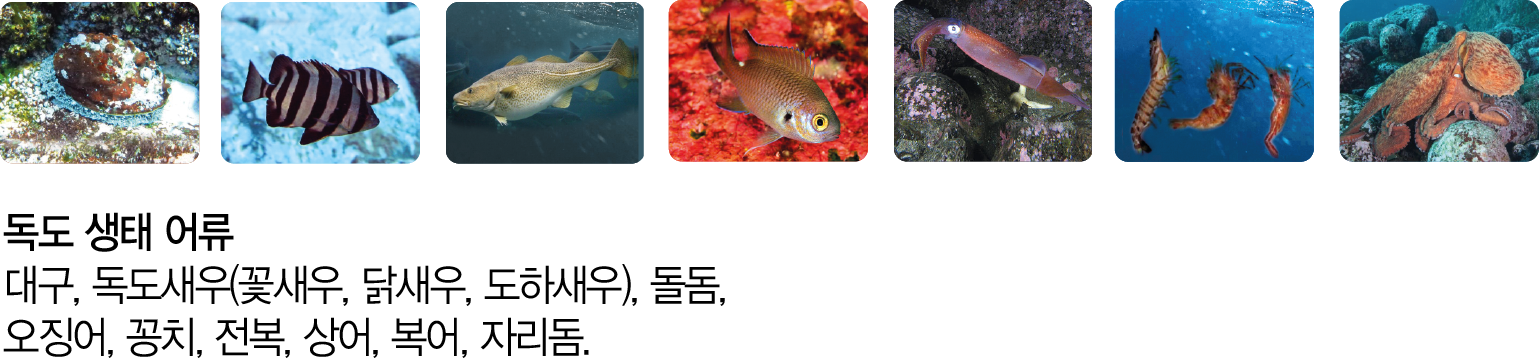 독도 생태 어류
대구, 독도새우(꽃새우, 닭새우, 도하새우), 돌돔,
오징어, 꽁치, 전복, 상어, 복어, 자리돔.